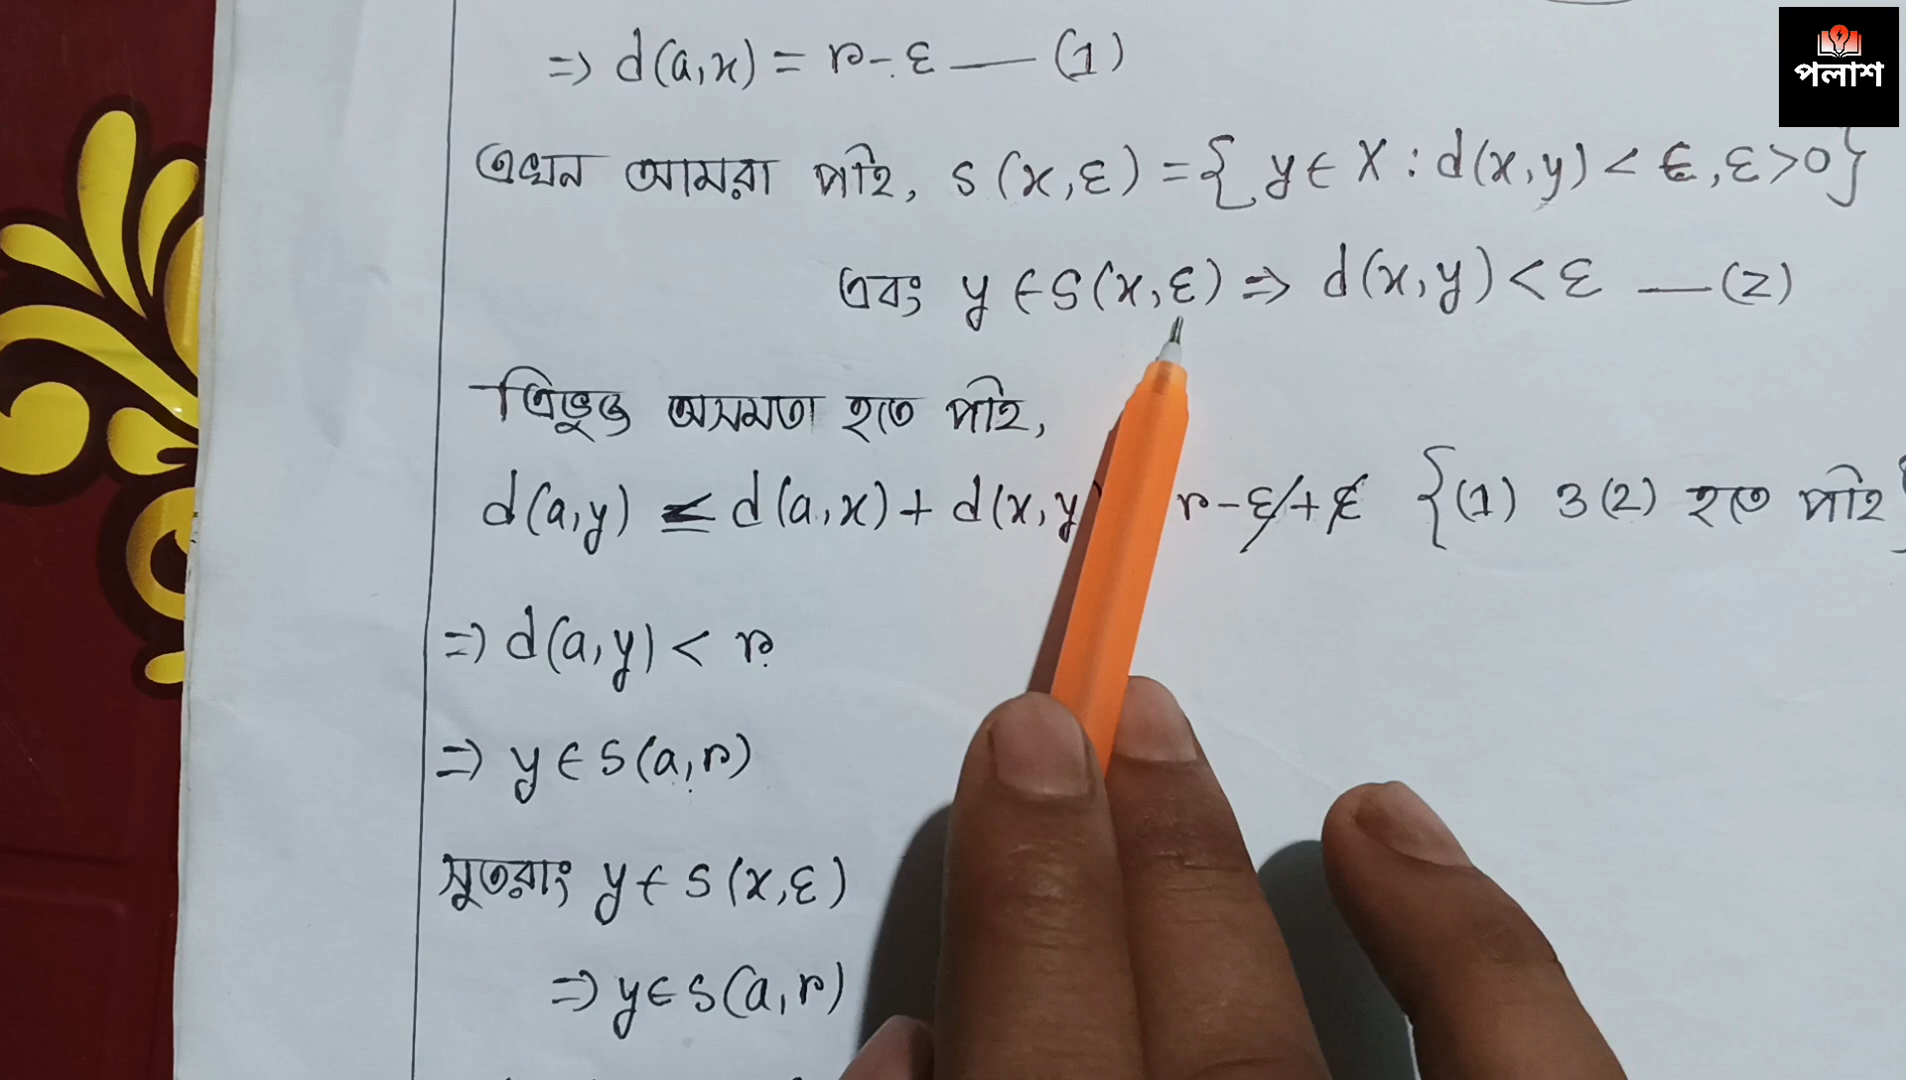 পলাশ
=> d(a,x) = r-ε — (1)
এখন আমরা পাই, S(x,ε) = { y ∈ X : d(x,y) < ε, ε>0}
এবং y ∈ S(x,ε) => d(x,y) < ε — (2)
ত্রিভুজ অসমতা হতে পাই,
d(a,y) ≤ d(a,x) + d(x,y r-ε+ε {(1) ও (2) হতে পাই}
=> d(a,y) < r
=> y ∈ S(a,r)
সুতরাং y ∈ S(x,ε)
=> y ∈ S(a,r)